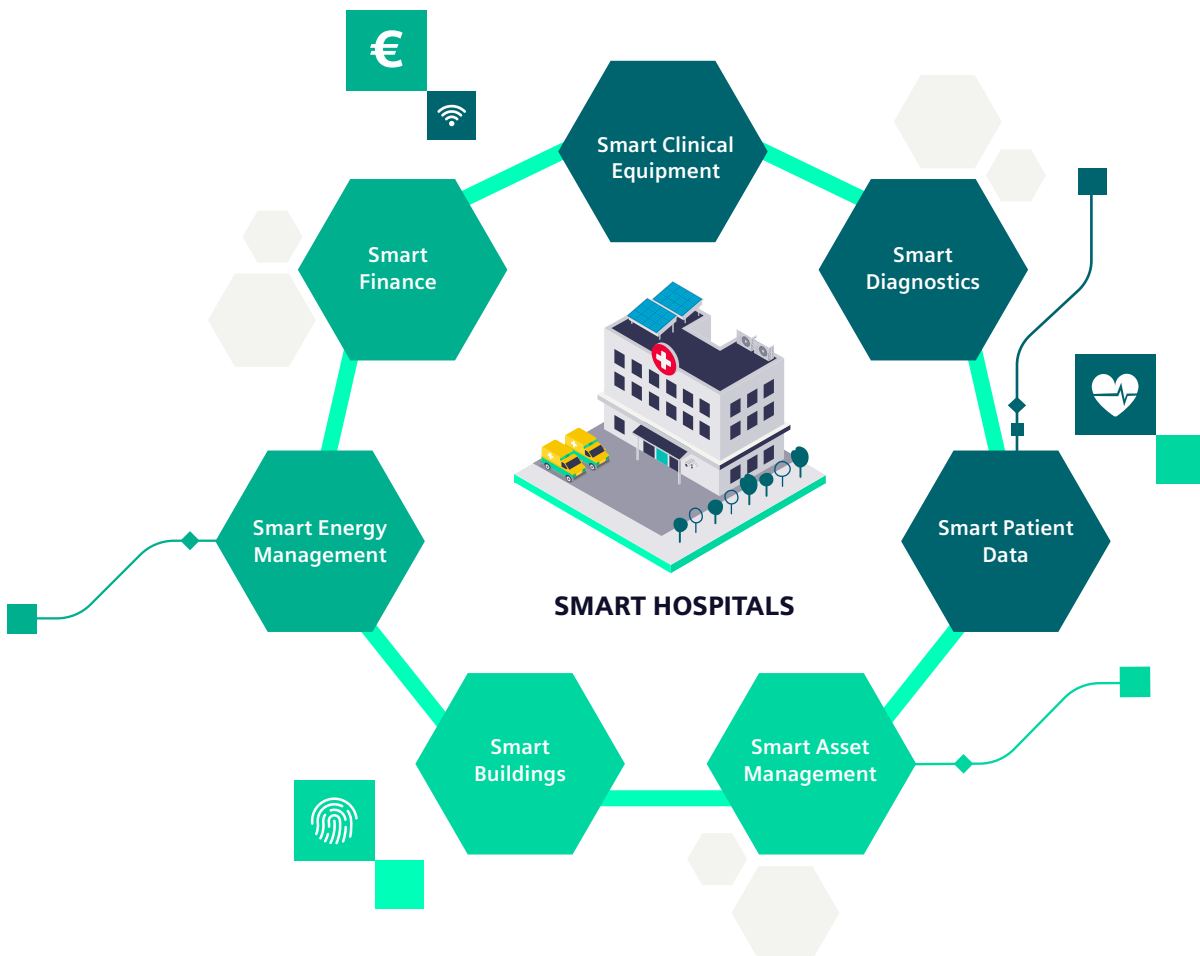 €
Smart Clinical
Equipment
Smart
Finance
Smart
Diagnostics
Smart Energy
Management
Smart Patient
Data
SMART HOSPITALS
Smart
Buildings
Smart Asset
Management